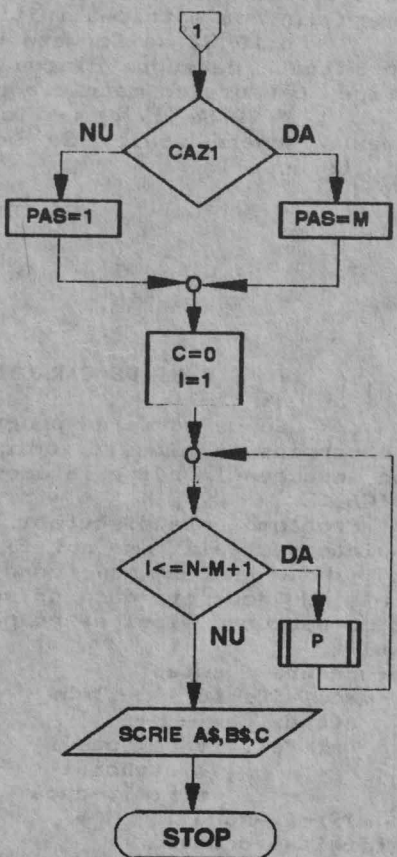 1
NU
CAZ1
DA
PAS=1
PAS=M
C=0
I=1
I<=N-M+1
DA
NU
P
SCRIE A$,B$,C
STOP